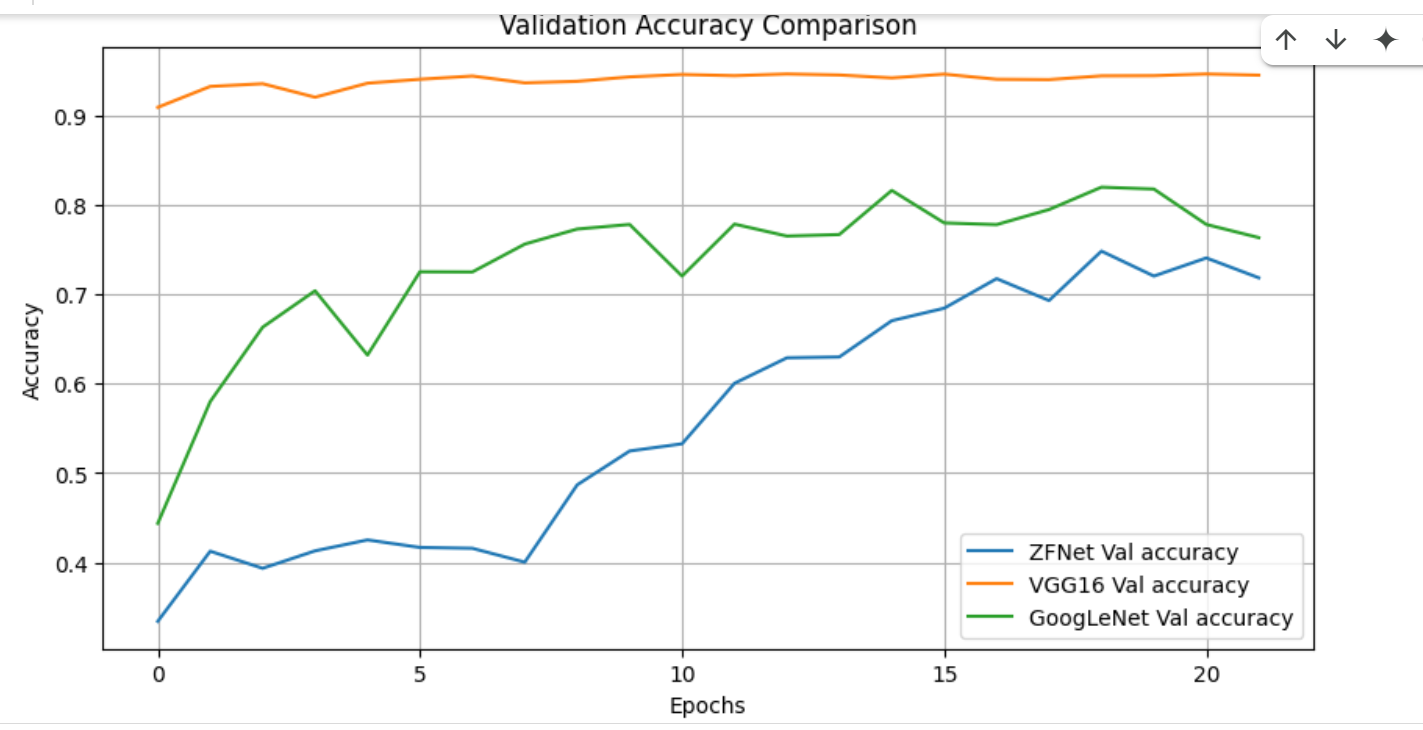 Validation Accuracy Comparison
0.9
0.8
0.7
0.6
0.5
0.4
Accuracy
ZFNet Val accuracy
VGG16 Val accuracy
GoogLeNet Val accuracy
0 5 10 15 20
Epochs